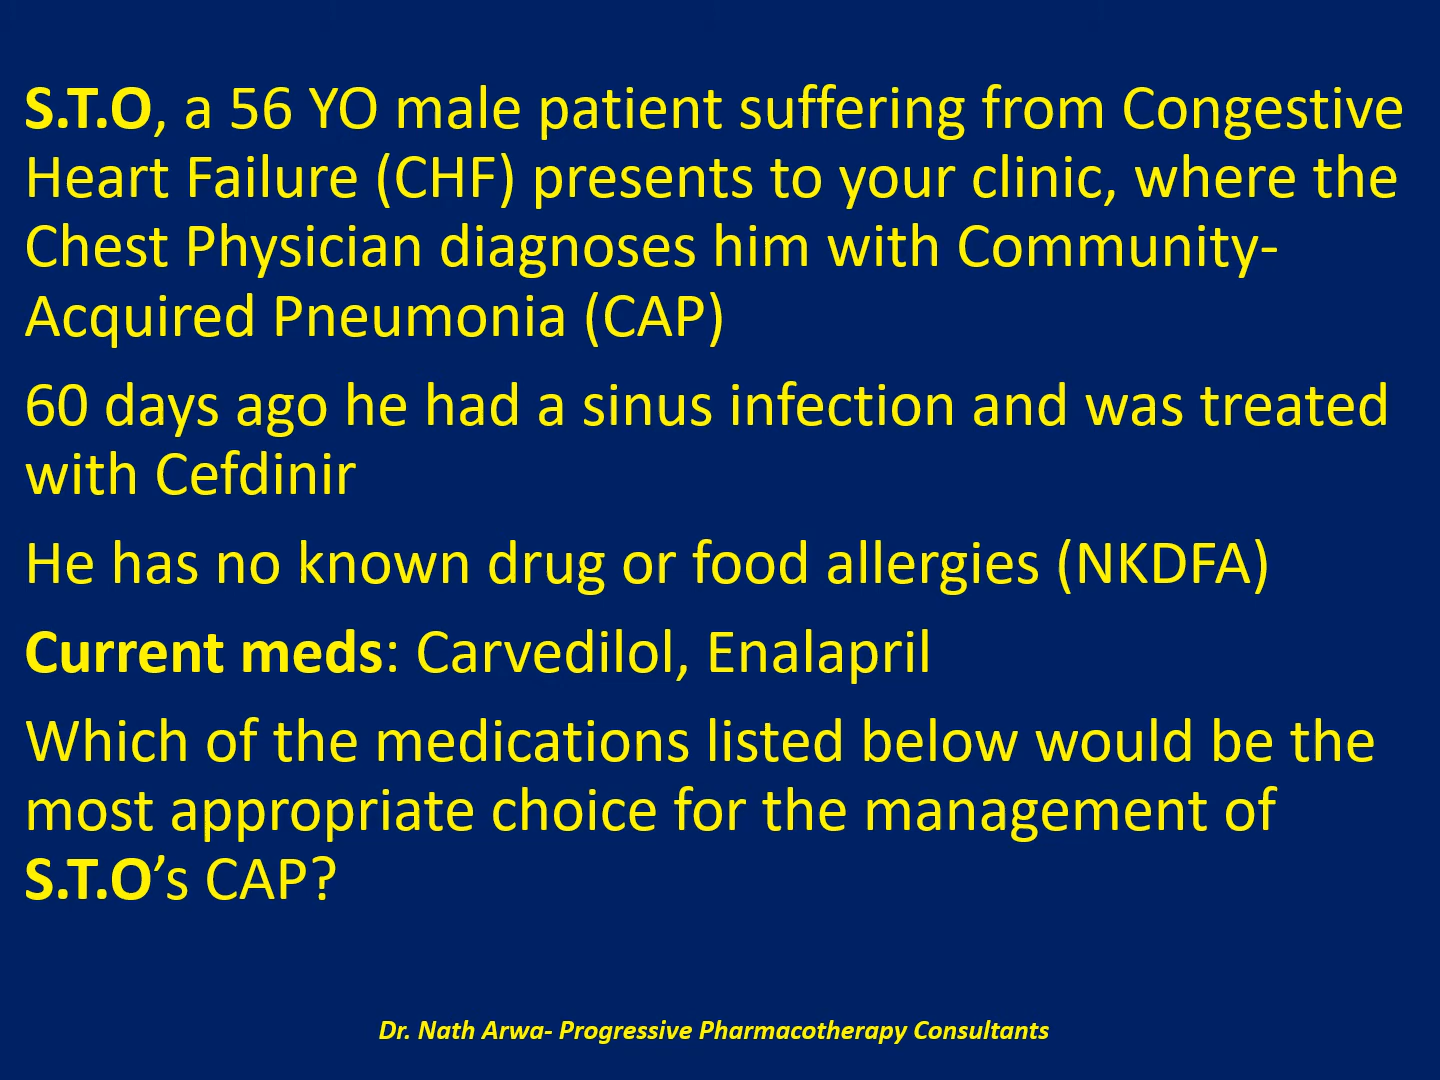 S.T.O, a 56 YO male patient suffering from Congestive
Heart Failure (CHF) presents to your clinic, where the
Chest Physician diagnoses him with Community-
Acquired Pneumonia (CAP)
60 days ago he had a sinus infection and was treated
with Cefdinir
He has no known drug or food allergies (NKDFA)
Current meds: Carvedilol, Enalapril
Which of the medications listed below would be the
most appropriate choice for the management of
S.T.O’s CAP?
Dr. Nath Arwa- Progressive Pharmacotherapy Consultants